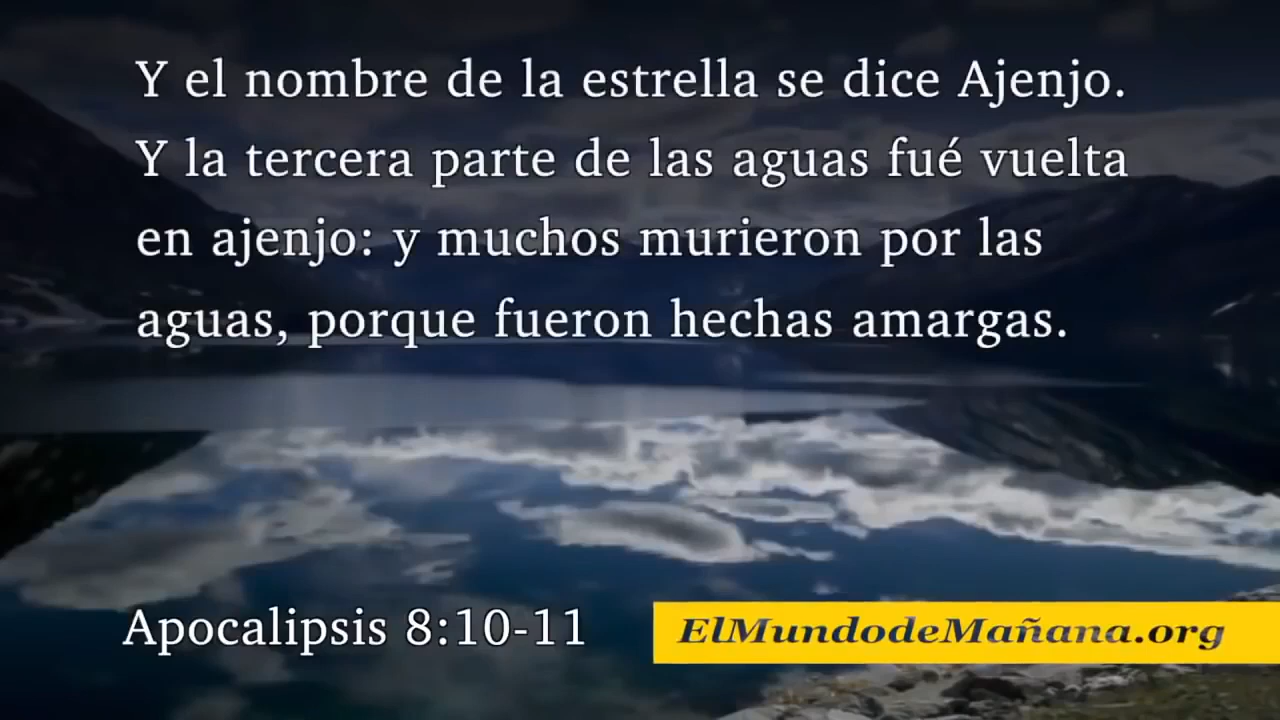 Y el nombre de la estrella se dice Ajenjo.
Y la tercera parte de las aguas fué vuelta
en ajenjo: y muchos murieron por las
aguas, porque fueron hechas amargas.
Apocalipsis 8:10-11
ElMundodeMañana.org